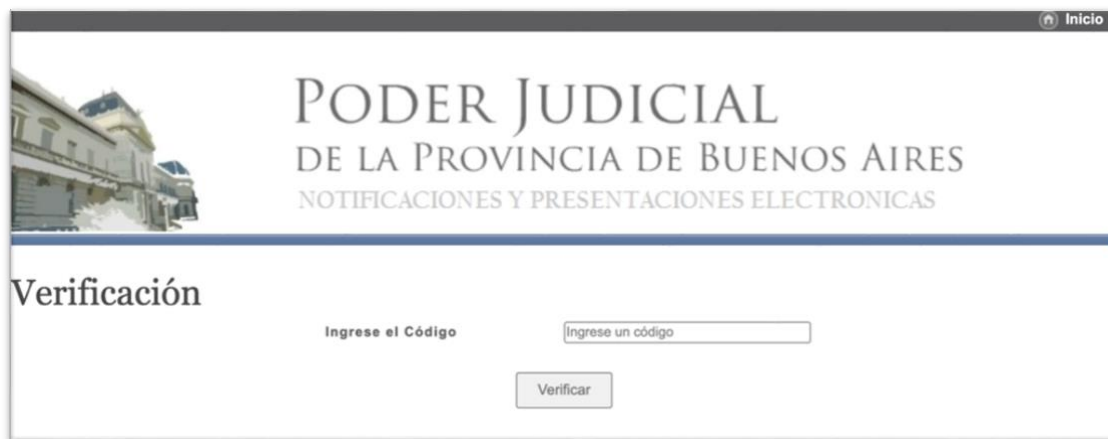 Inicio
PODER JUDICIAL
DE LA PROVINCIA DE BUENOS AIRES
NOTIFICACIONES Y PRESENTACIONES ELECTRONICAS
Verificación
Ingrese el Código
Ingrese un código
Verificar